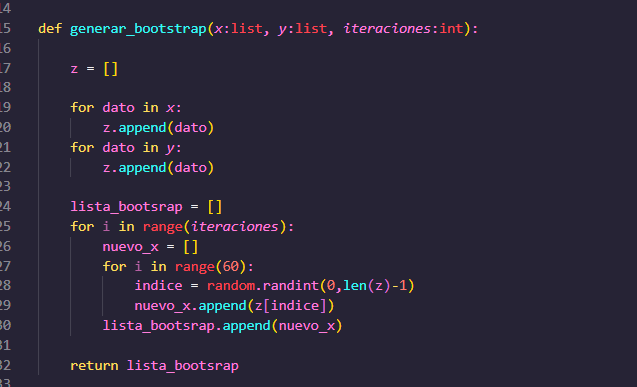 14
15 def generar_bootstrap(x:list, y:list, iteraciones:int):
16
17     z = []
18
19     for dato in x:
20         z.append(dato)
21     for dato in y:
22         z.append(dato)
23
24     lista_bootsrap = []
25     for i in range(iteraciones):
26         nuevo_x = []
27         for i in range(60):
28             indice = random.randint(0,len(z)-1)
29             nuevo_x.append(z[indice])
30         lista_bootsrap.append(nuevo_x)
31
32     return lista_bootsrap
33